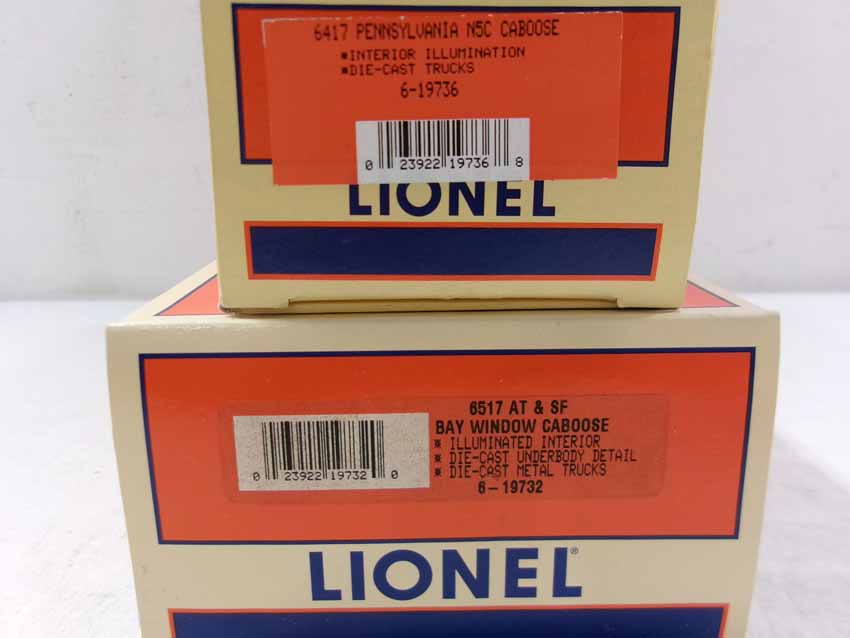 6417 PENNSYLVANIA N5C CABOOSE
*INTERIOR ILLUMINATION
*DIE-CAST TRUCKS
6-19736
0 23922 19736 8
LIONEL
6517 AT & SF
BAY WINDOW CABOOSE
* ILLUMINATED INTERIOR
* DIE-CAST UNDERBODY DETAIL
* DIE-CAST METAL TRUCKS
6-19732
0 23922 19732 0
LIONEL®